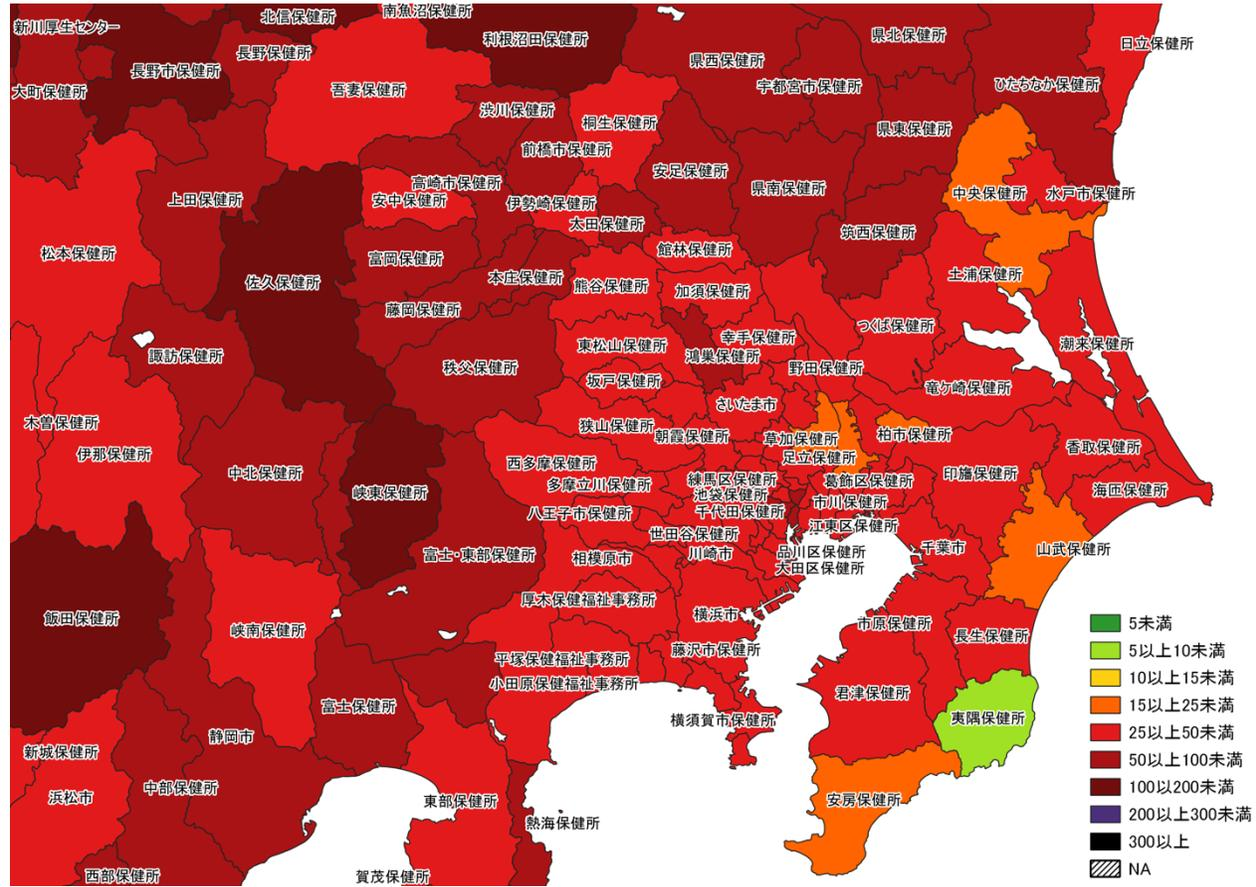 北信保健所
南魚沼保健所
新川厚生センター
利根沼田保健所
県北保健所
日立保健所
長野保健所
県西保健所
長野市保健所
大町保健所
吾妻保健所
宇都宮市保健所
ひたちなか保健所
渋川保健所
桐生保健所
県東保健所
前橋市保健所
安足保健所
高崎市保健所
県南保健所
中央保健所
水戸市保健所
上田保健所
安中保健所
伊勢崎保健所
太田保健所
筑西保健所
松本保健所
富岡保健所
館林保健所
佐久保健所
本庄保健所
熊谷保健所
加須保健所
土浦保健所
藤岡保健所
つくば保健所
幸手保健所
諏訪保健所
東松山保健所
鴻巣保健所
潮来保健所
秩父保健所
坂戸保健所
野田保健所
竜ケ崎保健所
さいたま市
木曽保健所
狭山保健所
朝霞保健所
草加保健所
柏市保健所
伊那保健所
足立保健所
香取保健所
中北保健所
西多摩保健所
印旛保健所
峡東保健所
多摩立川保健所
練馬区保健所
葛飾区保健所
海匝保健所
池袋保健所
市川保健所
八王子市保健所
千代田保健所
江東区保健所
世田谷保健所
富士・東部保健所
相模原市
川崎市
品川区保健所
千葉市
山武保健所
大田区保健所
厚木保健福祉事務所
飯田保健所
峡南保健所
横浜市
市原保健所
長生保健所
藤沢市保健所
平塚保健福祉事務所
小田原保健福祉事務所
君津保健所
富士保健所
横須賀市保健所
夷隅保健所
静岡市
新城保健所
浜松市
中部保健所
東部保健所
安房保健所
熱海保健所
西部保健所
賀茂保健所
5未満
5以上10未満
10以上15未満
15以上25未満
25以上50未満
50以上100未満
100以上200未満
200以上300未満
300以上
NA